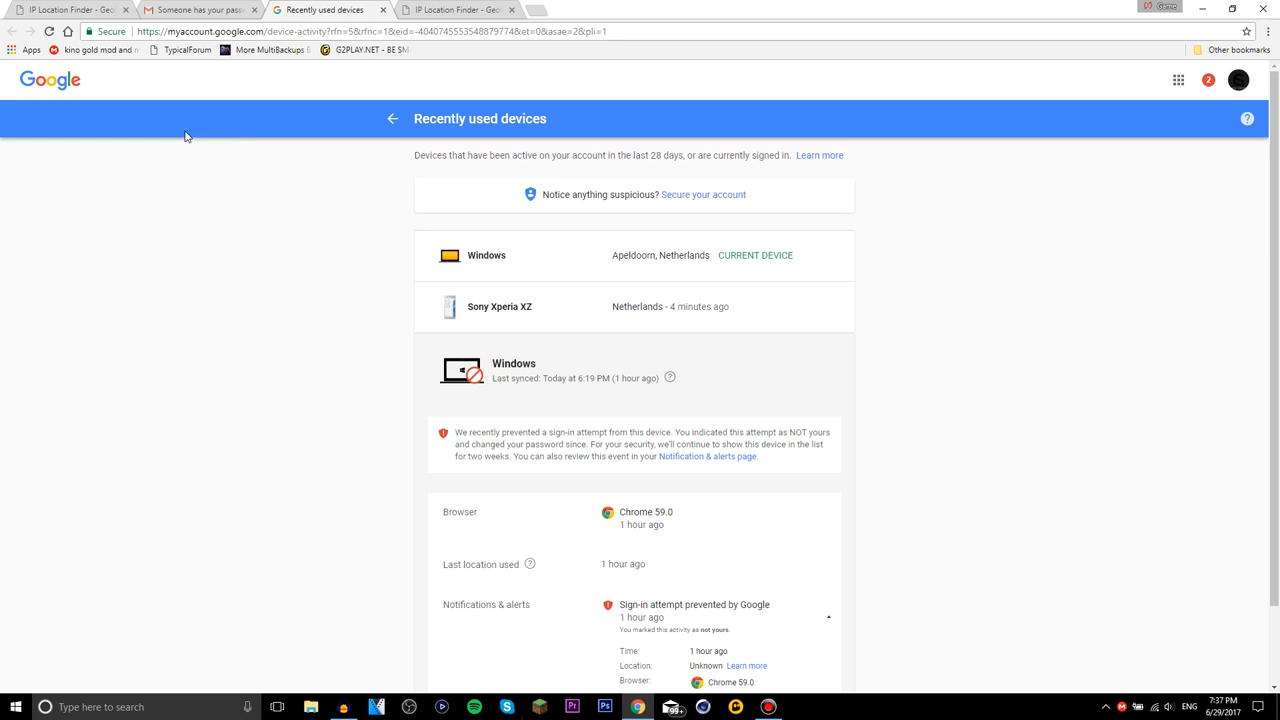 IP Location Finder - Geo
Someone has your passw
Recently used devices
IP Location Finder - Geo
Game
Secure
https://myaccount.google.com/device-activity?rfn=5&rfnc=1&eid=-4040745553548879774&et=0&asae=2&pli=1
Apps
kino gold mod and m
TypicalForum
More MultiBackups B
G2PLAY.NET - BE SM
Other bookmarks
Google
2
Recently used devices
?
Devices that have been active on your account in the last 28 days, or are currently signed in. Learn more
Notice anything suspicious? Secure your account
Windows
Apeldoorn, Netherlands CURRENT DEVICE
Sony Xperia XZ
Netherlands - 4 minutes ago
Windows
Last synced: Today at 6:19 PM (1 hour ago) ?
We recently prevented a sign-in attempt from this device. You indicated this attempt as NOT yours
and changed your password since. For your security, we'll continue to show this device in the list
for two weeks. You can also review this event in your Notification & alerts page.
Browser
Chrome 59.0
1 hour ago
Last location used ?
1 hour ago
Notifications & alerts
Sign-in attempt prevented by Google
1 hour ago
You marked this activity as not yours.
Time: 1 hour ago
Location: Unknown Learn more
Browser: Chrome 59.0
Type here to search
Pr
Ps
99+
7:37 PM
6/29/2017